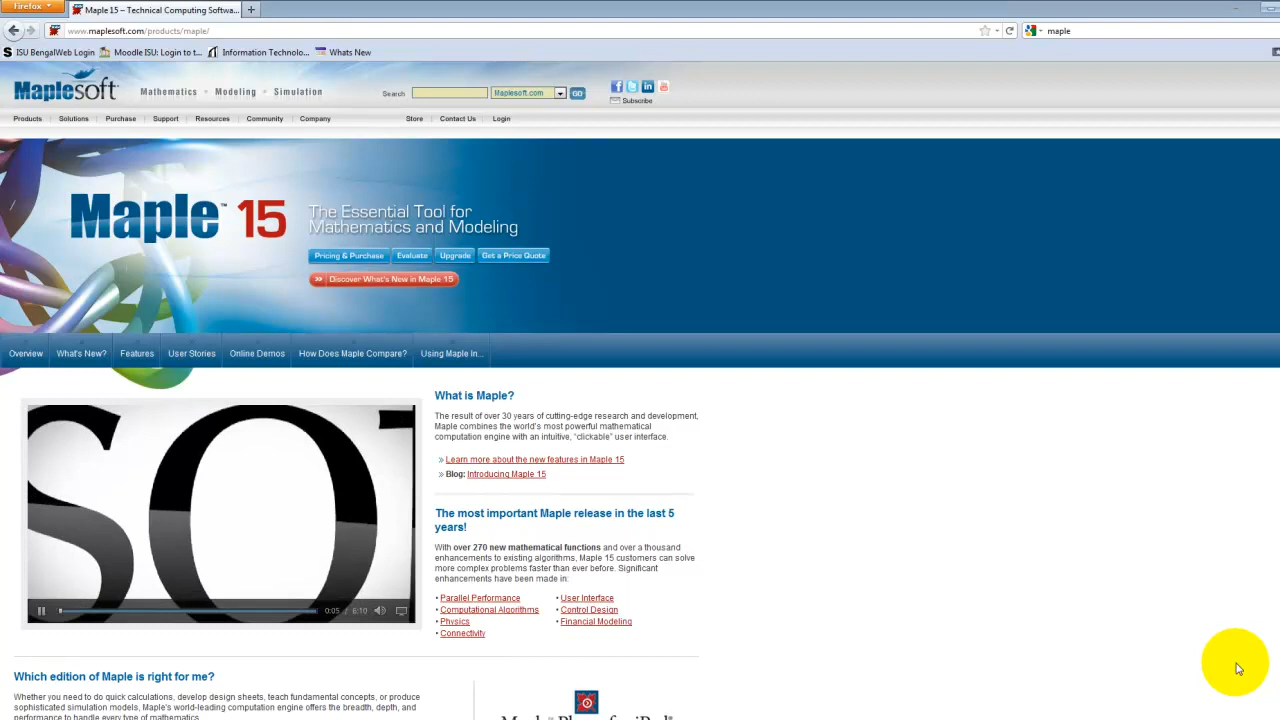 Firefox
Maple 15 – Technical Computing Softwa...
www.maplesoft.com/products/maple/
maple
ISU BengalWeb Login
Moodle ISU: Login to t...
Information Technolo...
Whats New
Maplesoft
Mathematics • Modeling • Simulation
Search
Maplesoft.com
GO
Subscribe
Products | Solutions | Purchase | Support | Resources | Community | Company
Store | Contact Us | Login
Maple™ 15
The Essential Tool for
Mathematics and Modeling
Pricing & Purchase
Evaluate
Upgrade
Get a Price Quote
Discover What's New in Maple 15
Overview
What's New?
Features
User Stories
Online Demos
How Does Maple Compare?
Using Maple In...
SO
0:05 / 6:10
What is Maple?
The result of over 30 years of cutting-edge research and development,
Maple combines the world's most powerful mathematical
computation engine with an intuitive, "clickable" user interface.
» Learn more about the new features in Maple 15
» Blog: Introducing Maple 15
The most important Maple release in the last 5
years!
With over 270 new mathematical functions and over a thousand
enhancements to existing algorithms, Maple 15 customers can solve
more complex problems faster than ever before. Significant
enhancements have been made in:
• Parallel Performance
• Computational Algorithms
• Physics
• Connectivity
• User Interface
• Control Design
• Financial Modeling
Which edition of Maple is right for me?
Whether you need to do quick calculations, develop design sheets, teach fundamental concepts, or produce
sophisticated simulation models, Maple's world-leading computation engine offers the breadth, depth, and
performance to handle every type of mathematics.